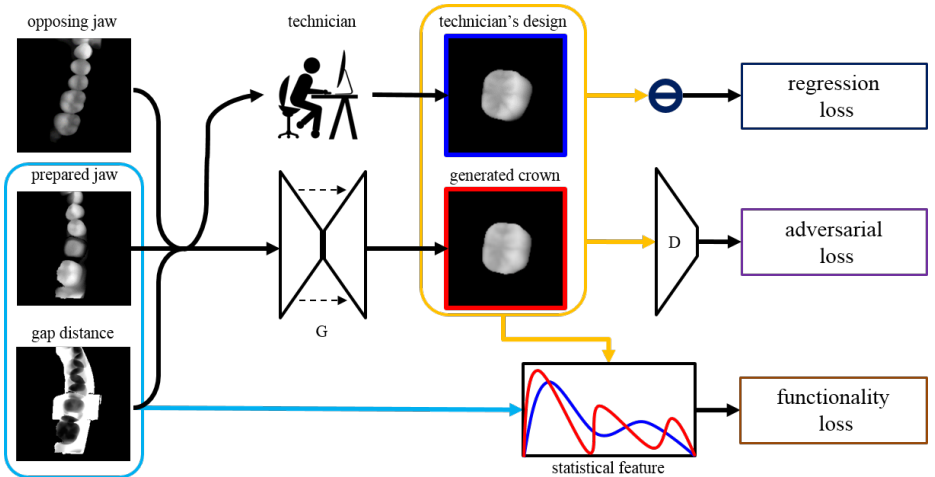 opposing jaw
technician
technician's design
regression
loss
prepared jaw
generated crown
G
D
adversarial
loss
gap distance
statistical feature
functionality
loss